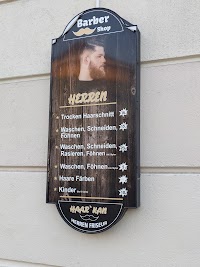 Barber
Shop
HERREN
Trocken Haarschnitt
Waschen, Schneiden,
Föhnen
Waschen, Schneiden,
Rasieren, Föhnen
Waschen, Föhnen
Haare Färben
Kinder
HAAR'KAN
HERREN FRISEUR